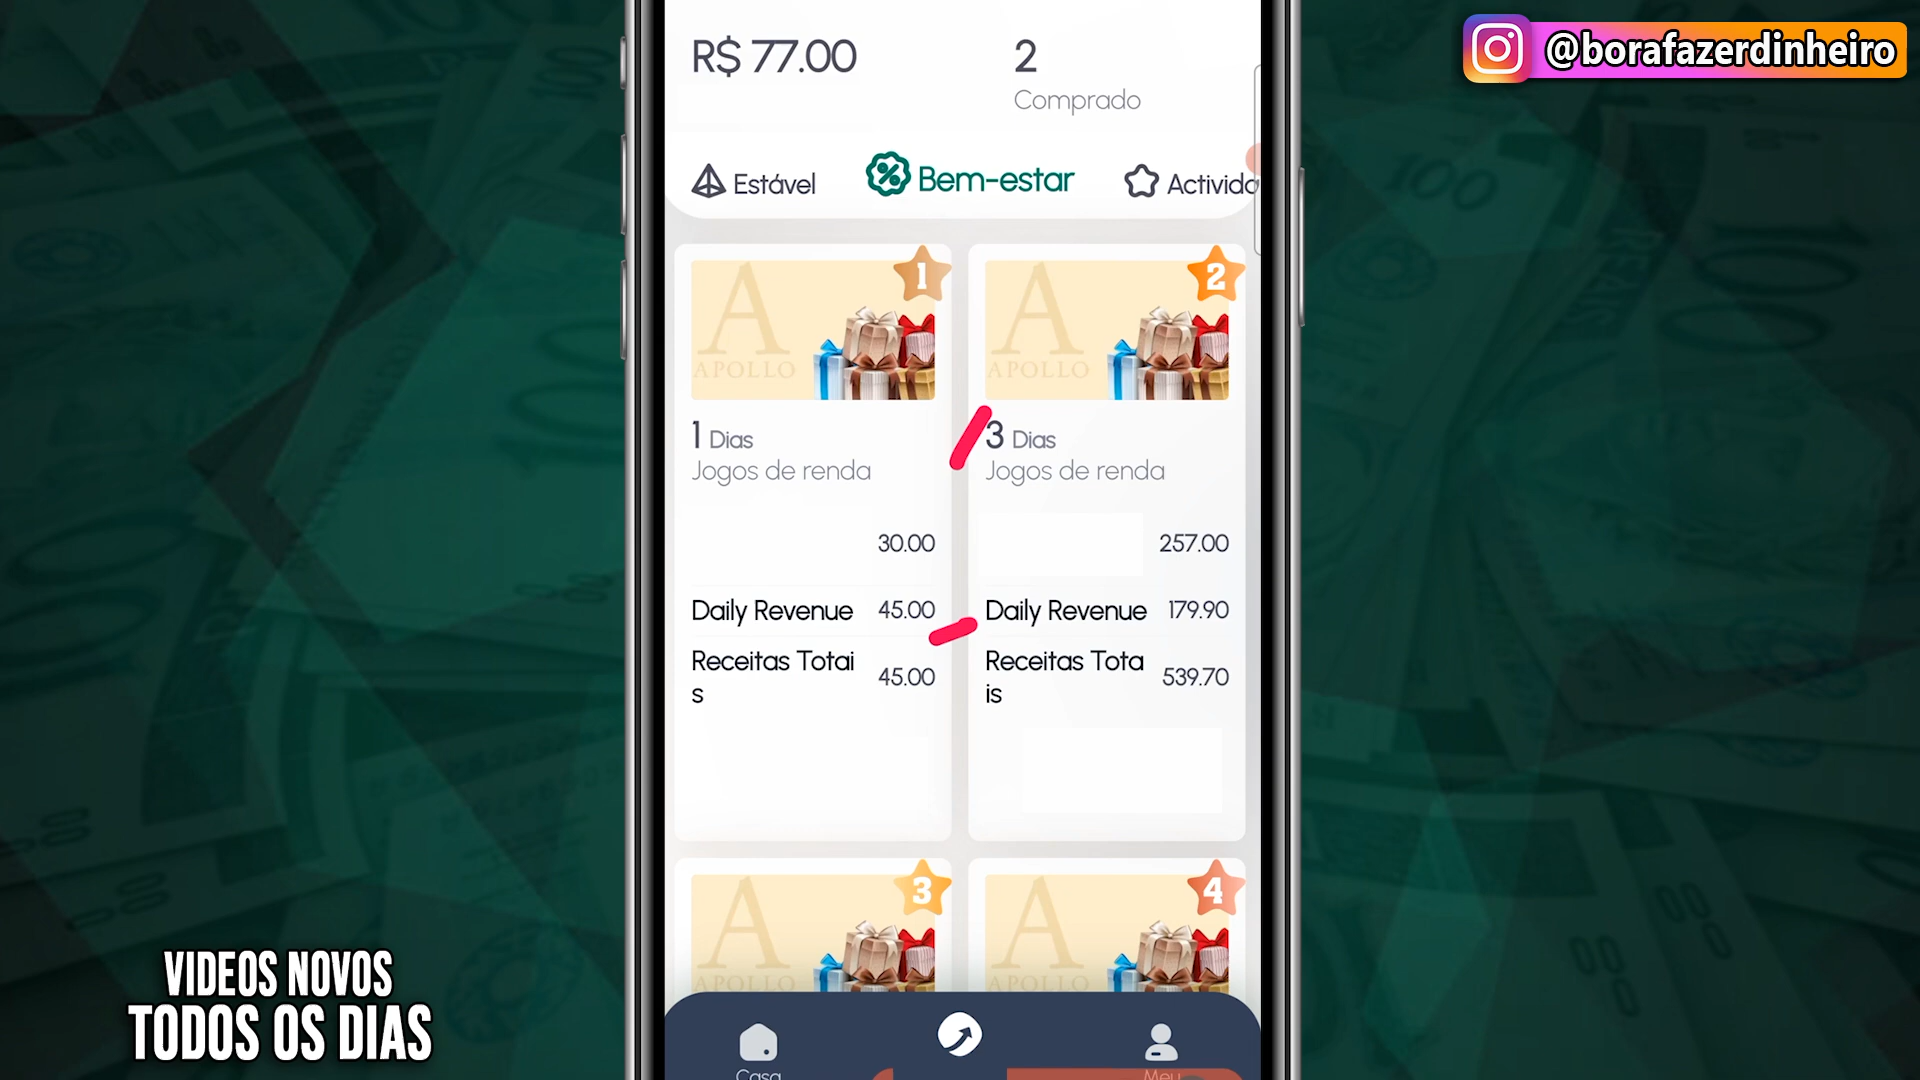 @borafazerdinheiro
R$ 77.00
2
Comprado
Estável
Bem-estar
Activida
1
A
APOLLO
1 Dias
Jogos de renda
30.00
Daily Revenue 45.00
Receitas Totai
s
45.00
2
A
APOLLO
3 Dias
Jogos de renda
257.00
Daily Revenue 179.90
Receitas Tota
is
539.70
3
A
APOLLO
4
A
APOLLO
Casa
Meu
VIDEOS NOVOS
TODOS OS DIAS
100